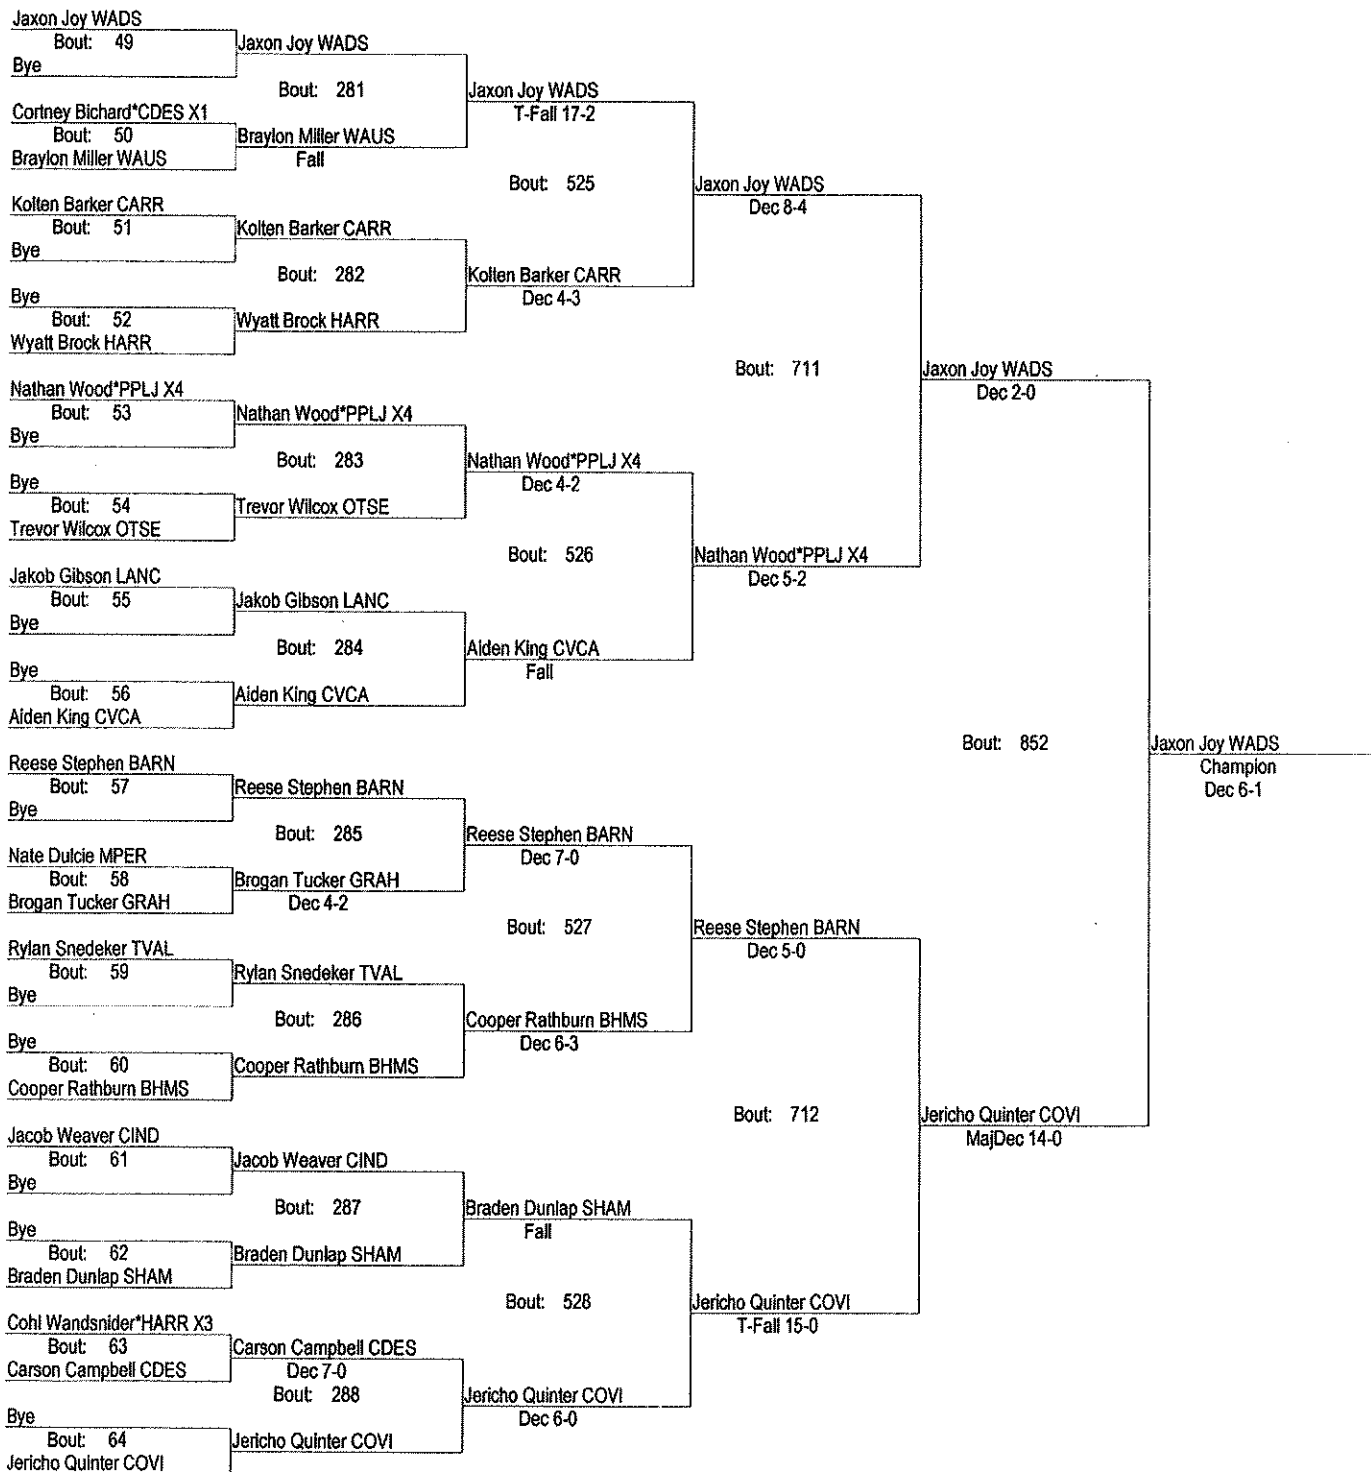 Jaxon Joy WADS
Bout: 49
Bye
Jaxon Joy WADS
Bout: 281
Cortney Bichard*CDES X1
Bout: 50
Braylon Miller WAUS
Braylon Miller WAUS
Fall
Jaxon Joy WADS
T-Fall 17-2
Bout: 525
Kolten Barker CARR
Bout: 51
Bye
Kolten Barker CARR
Bout: 282
Bye
Bout: 52
Wyatt Brock HARR
Wyatt Brock HARR
Kolten Barker CARR
Dec 4-3
Jaxon Joy WADS
Dec 8-4
Bout: 711
Nathan Wood*PPLJ X4
Bout: 53
Bye
Nathan Wood*PPLJ X4
Bout: 283
Bye
Bout: 54
Trevor Wilcox OTSE
Trevor Wilcox OTSE
Nathan Wood*PPLJ X4
Dec 4-2
Bout: 526
Jakob Gibson LANC
Bout: 55
Bye
Jakob Gibson LANC
Bout: 284
Bye
Bout: 56
Aiden King CVCA
Aiden King CVCA
Aiden King CVCA
Fall
Nathan Wood*PPLJ X4
Dec 5-2
Jaxon Joy WADS
Dec 2-0
Bout: 852
Jaxon Joy WADS
Champion
Dec 6-1
Reese Stephen BARN
Bout: 57
Bye
Reese Stephen BARN
Bout: 285
Nate Dulcie MPER
Bout: 58
Brogan Tucker GRAH
Brogan Tucker GRAH
Dec 4-2
Reese Stephen BARN
Dec 7-0
Bout: 527
Rylan Snedeker TVAL
Bout: 59
Bye
Rylan Snedeker TVAL
Bout: 286
Bye
Bout: 60
Cooper Rathburn BHMS
Cooper Rathburn BHMS
Cooper Rathburn BHMS
Dec 6-3
Reese Stephen BARN
Dec 5-0
Bout: 712
Jacob Weaver CIND
Bout: 61
Bye
Jacob Weaver CIND
Bout: 287
Bye
Bout: 62
Braden Dunlap SHAM
Braden Dunlap SHAM
Braden Dunlap SHAM
Fall
Bout: 528
Cohl Wandsnider*HARR X3
Bout: 63
Carson Campbell CDES
Carson Campbell CDES
Dec 7-0
Bout: 288
Bye
Bout: 64
Jericho Quinter COVI
Jericho Quinter COVI
Jericho Quinter COVI
Dec 6-0
Jericho Quinter COVI
T-Fall 15-0
Jericho Quinter COVI
MajDec 14-0